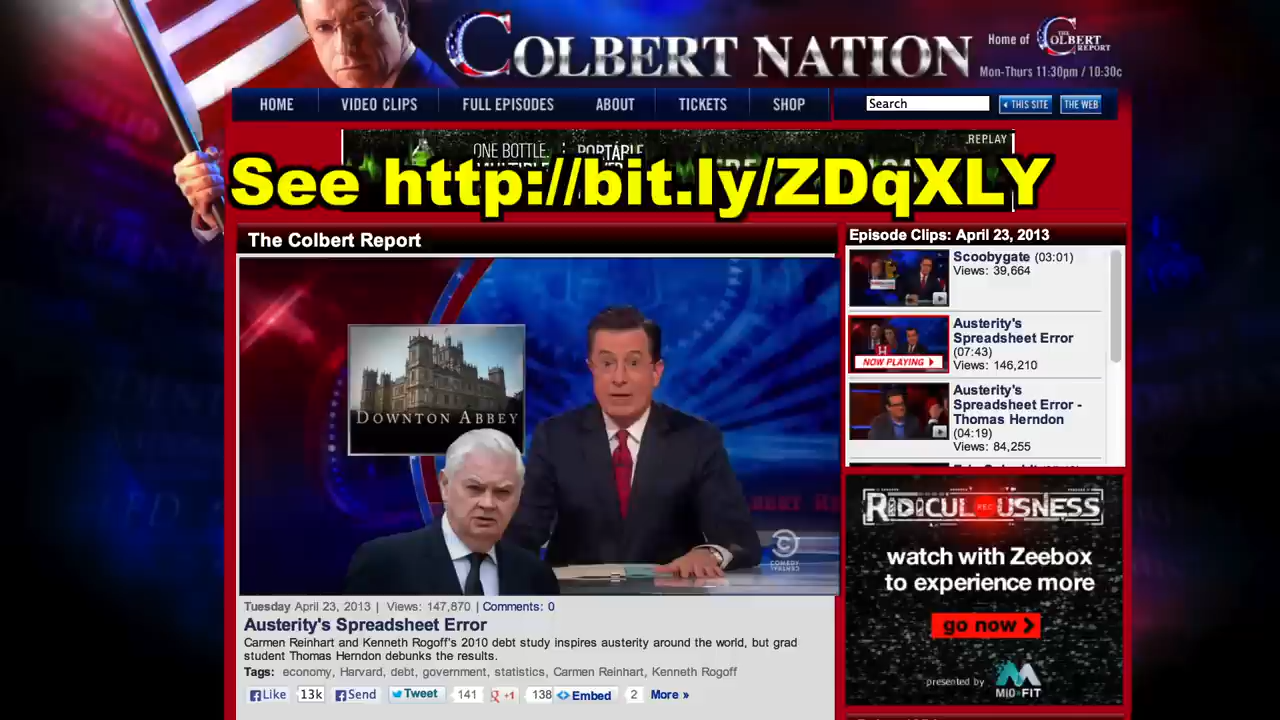 COLBERT NATION
Home of THE COLBERT REPORT
Mon-Thurs 11:30pm / 10:30c
HOME VIDEO CLIPS FULL EPISODES ABOUT TICKETS SHOP Search THIS SITE THE WEB
REPLAY
ONE BOTTLE. PORTABLE
See http://bit.ly/ZDqXLY
The Colbert Report
DOWNTON ABBEY
COMEDY
Tuesday April 23, 2013 | Views: 147,870 | Comments: 0
Austerity's Spreadsheet Error
Carmen Reinhart and Kenneth Rogoff's 2010 debt study inspires austerity around the world, but grad
student Thomas Herndon debunks the results.
Tags: economy, Harvard, debt, government, statistics, Carmen Reinhart, Kenneth Rogoff
Like 13k Send Tweet 141 +1 138 Embed 2 More »
Episode Clips: April 23, 2013
Scoobygate (03:01)
Views: 39,664
Austerity's
Spreadsheet Error
(07:43)
Views: 146,210
NOW PLAYING
Austerity's
Spreadsheet Error -
Thomas Herndon
(04:19)
Views: 84,255
RIDICULOUSNESS
REC
watch with Zeebox
to experience more
go now >
presented by
MIO FIT